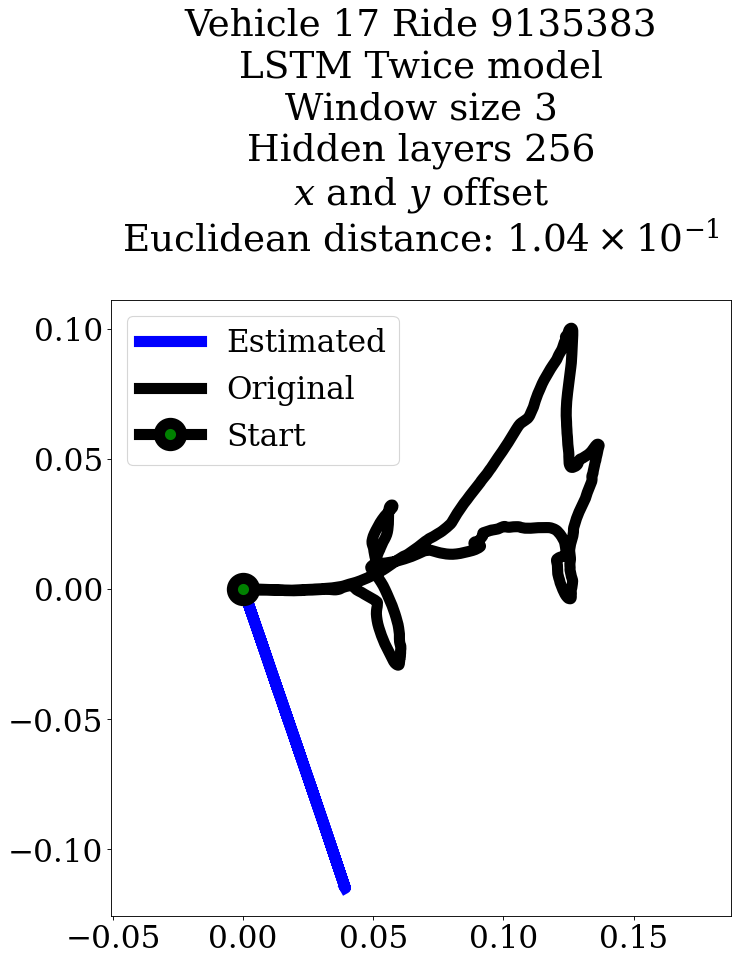 Vehicle 17 Ride 9135383
LSTM Twice model
Window size 3
Hidden layers 256
x and y offset
Euclidean distance: 1.04 × 10⁻¹
Estimated
Original
Start
0.10
0.05
0.00
−0.05
−0.10
−0.05 0.00 0.05 0.10 0.15